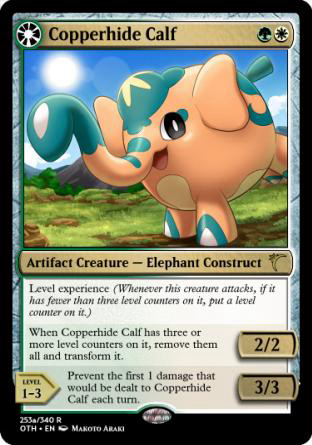 Copperhide Calf
Artifact Creature — Elephant Construct
Level experience (Whenever this creature attacks, if it
has fewer than three level counters on it, put a level
counter on it.)
When Copperhide Calf has three or
more level counters on it, remove them
all and transform it.
2/2
LEVEL
1-3
Prevent the first 1 damage that
would be dealt to Copperhide
Calf each turn.
3/3
253a/340 R
OTH • EN Makoto Araki